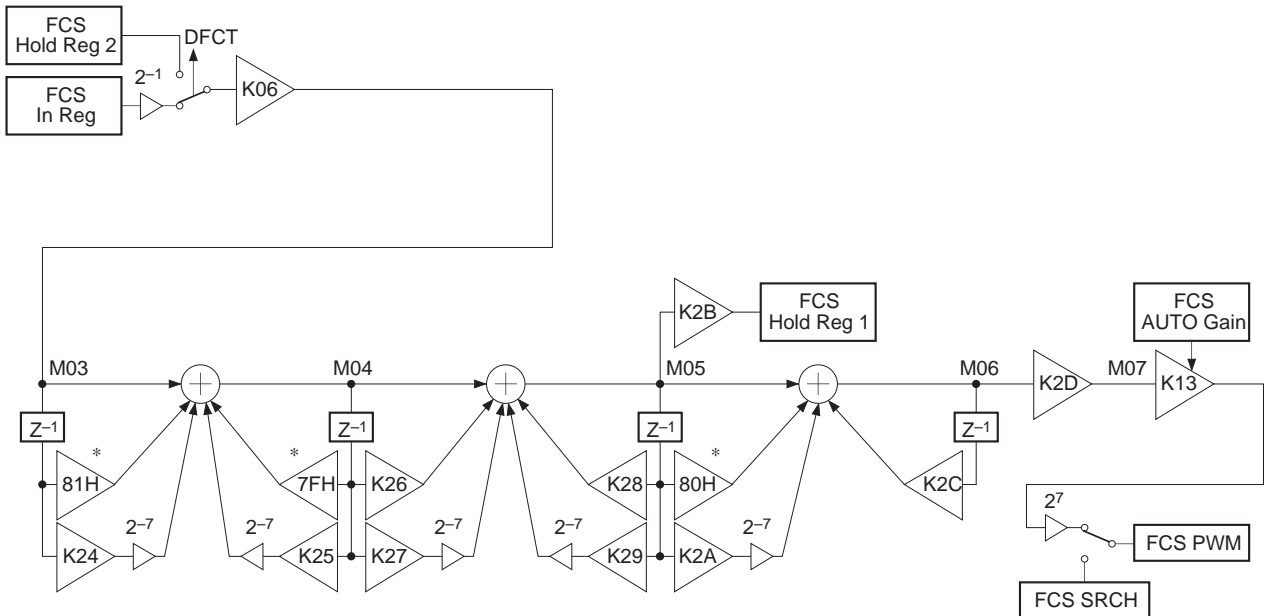 FCS
Hold Reg 2
DFCT
2⁻¹
FCS
In Reg
K06
K2B
FCS
Hold Reg 1
FCS
AUTO Gain
M03
M04
M05
M06
K2D
M07
K13
Z⁻¹
Z⁻¹
Z⁻¹
Z⁻¹
*
*
*
81H
7FH
K26
K28
80H
K2C
2⁻⁷
2⁻⁷
2⁻⁷
2⁻⁷
2⁻⁷
2⁷
K24
K25
K27
K29
K2A
FCS PWM
FCS SRCH